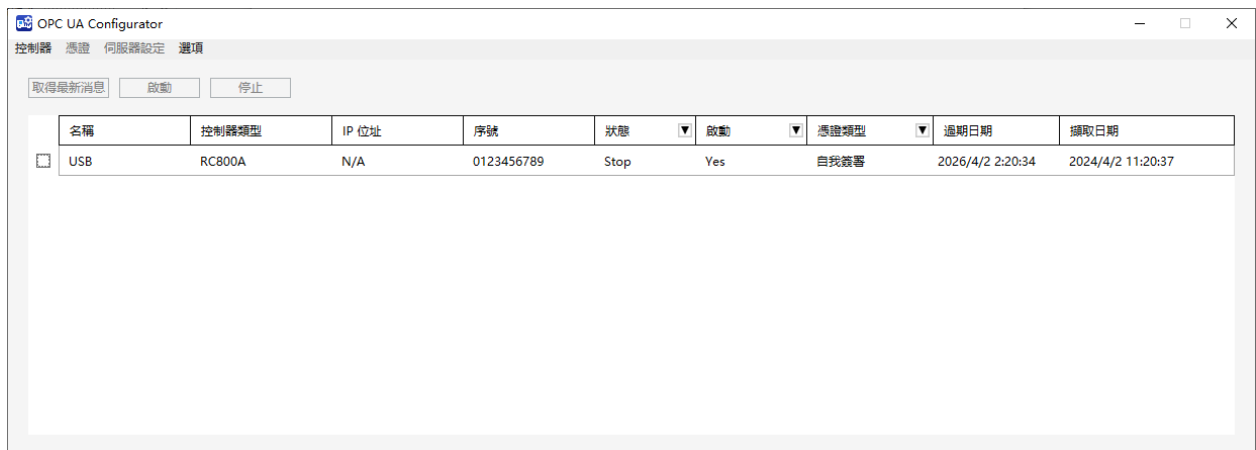 OPC UA Configurator
控制器 憑證 伺服器設定 選項
取得最新消息 啟動 停止
名稱 控制器類型 IP 位址 序號 狀態 ▼ 啟動 ▼ 憑證類型 ▼ 過期日期 擷取日期
USB RC800A N/A 0123456789 Stop Yes 自我簽署 2026/4/2 2:20:34 2024/4/2 11:20:37